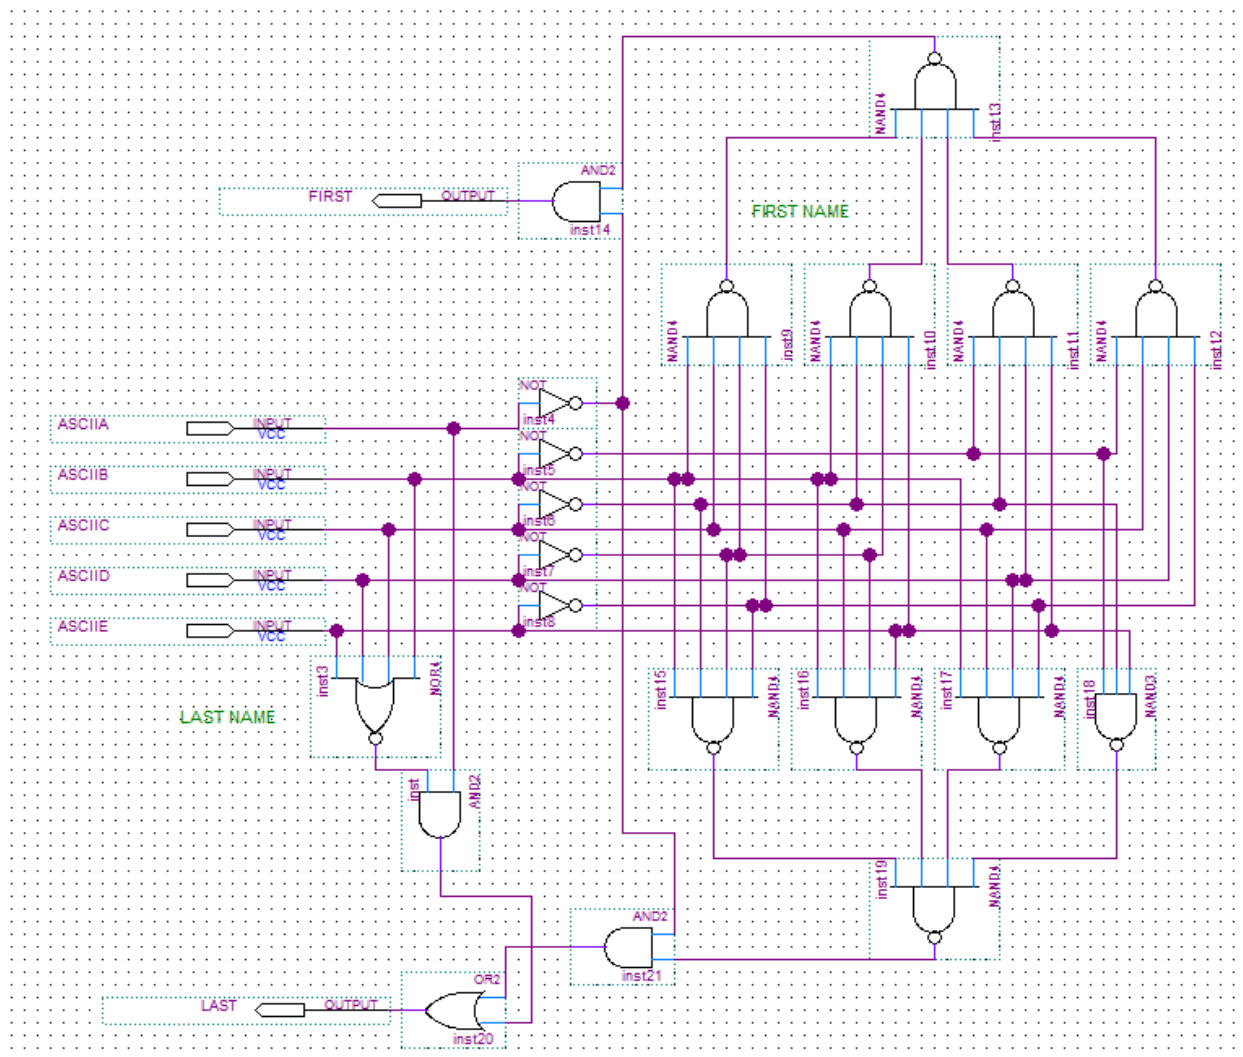 NAND4
inst13
AND2
FIRST
OUTPUT
inst14
FIRST NAME
NAND4
inst9
NAND4
inst10
NAND4
inst11
NAND4
inst12
NOT
inst4
ASCIIA
INPUT
VCC
NOT
inst5
ASCIIB
INPUT
VCC
NOT
inst6
ASCIIC
INPUT
VCC
NOT
inst7
ASCIID
INPUT
VCC
NOT
inst8
ASCIIE
INPUT
VCC
inst3
NOR4
LAST NAME
inst15
NAND4
inst16
NAND4
inst17
NAND4
inst18
NAND3
inst
AND2
inst19
NAND4
AND2
inst21
OR2
LAST
OUTPUT
inst20